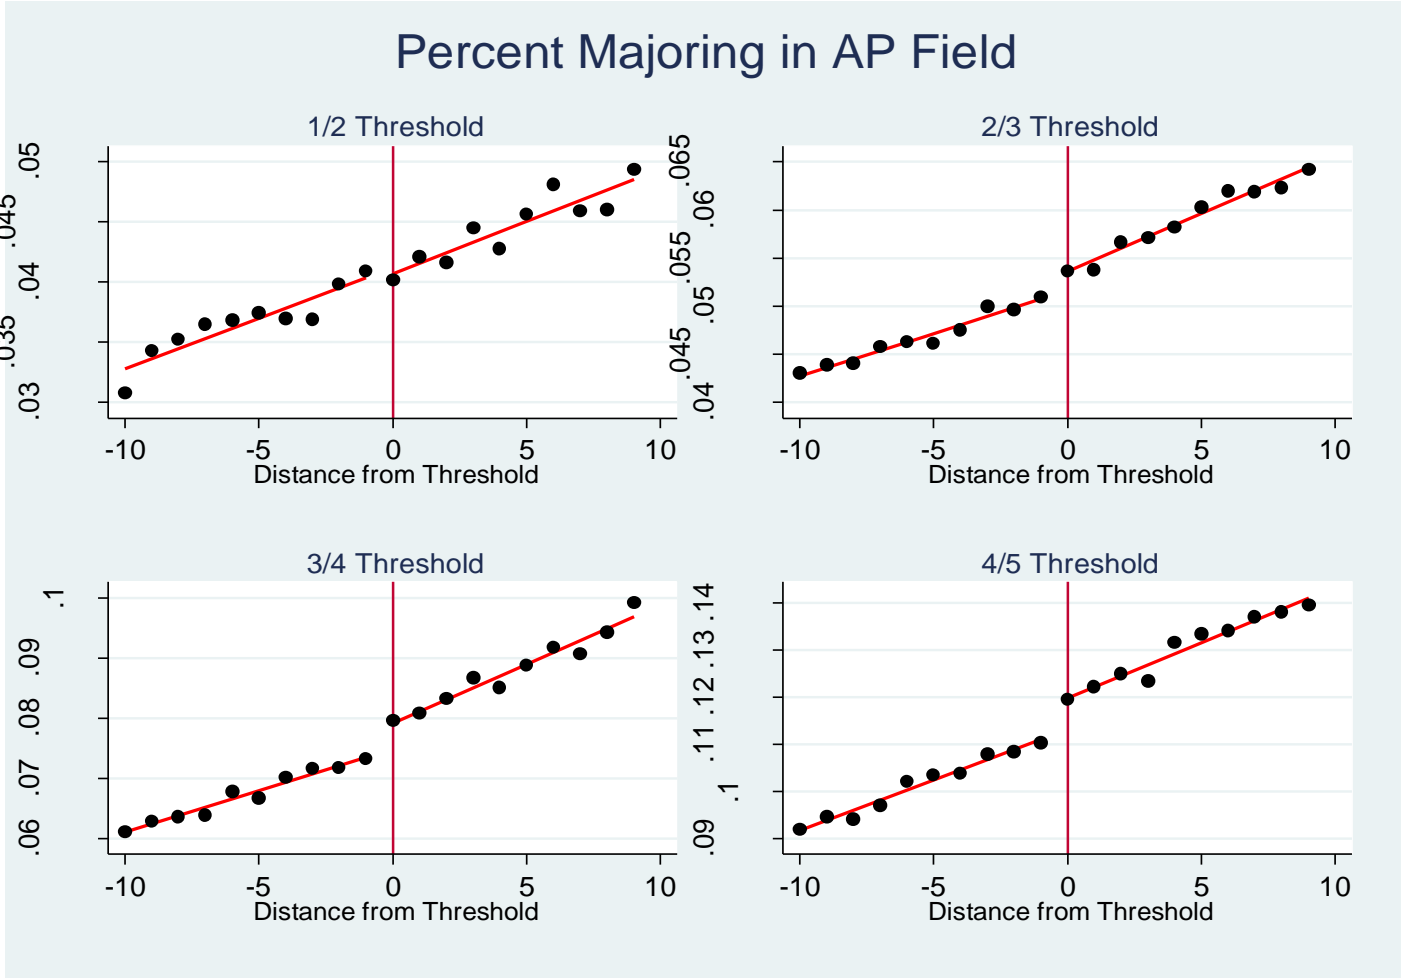 Percent Majoring in AP Field
1/2 Threshold
.05
.045
.04
.035
.03
-10 -5 0 5 10
Distance from Threshold
2/3 Threshold
.065
.06
.055
.05
.045
.04
-10 -5 0 5 10
Distance from Threshold
3/4 Threshold
.1
.09
.08
.07
.06
-10 -5 0 5 10
Distance from Threshold
4/5 Threshold
.14
.13
.12
.11
.1
.09
-10 -5 0 5 10
Distance from Threshold